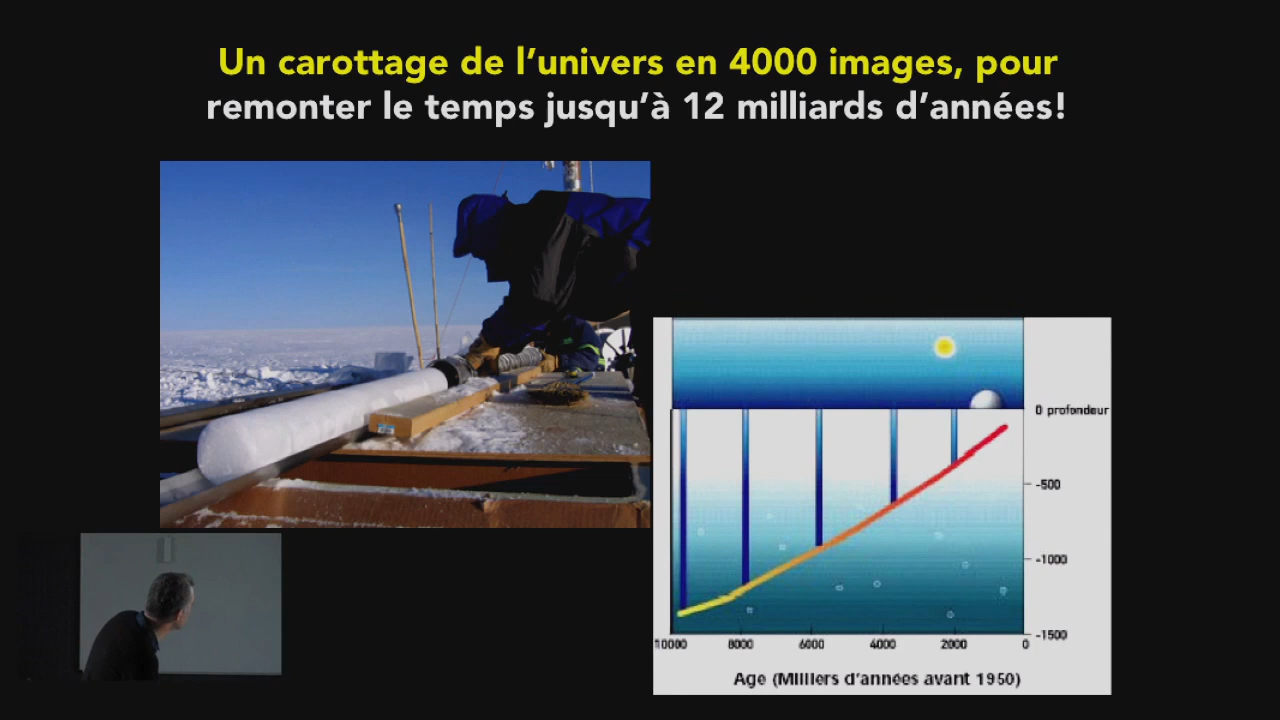 Un carottage de l’univers en 4000 images, pour
remonter le temps jusqu’à 12 milliards d’années!
0 profondeur
-500
-1000
-1500
10000 8000 6000 4000 2000 0
Age (Milliers d’années avant 1950)